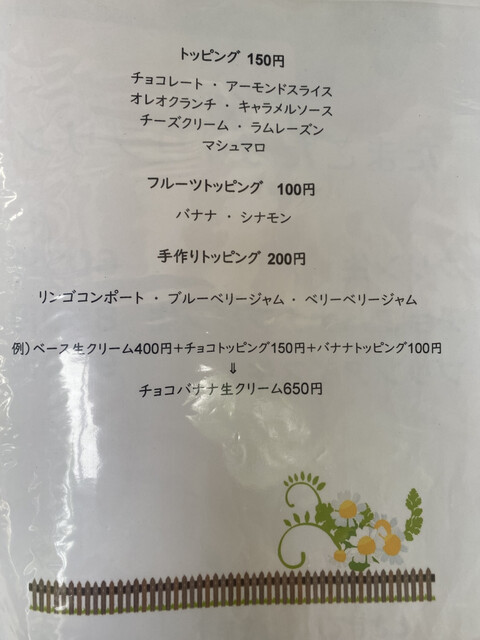 トッピング 150円
チョコレート ・ アーモンドスライス
オレオクランチ ・ キャラメルソース
チーズクリーム ・ ラムレーズン
マシュマロ
フルーツトッピング 100円
バナナ ・ シナモン
手作りトッピング 200円
リンゴコンポート ・ ブルーベリージャム ・ ベリーベリージャム
例)ベース生クリーム400円+チョコトッピング150円+バナナトッピング100円
⇓
チョコバナナ生クリーム650円